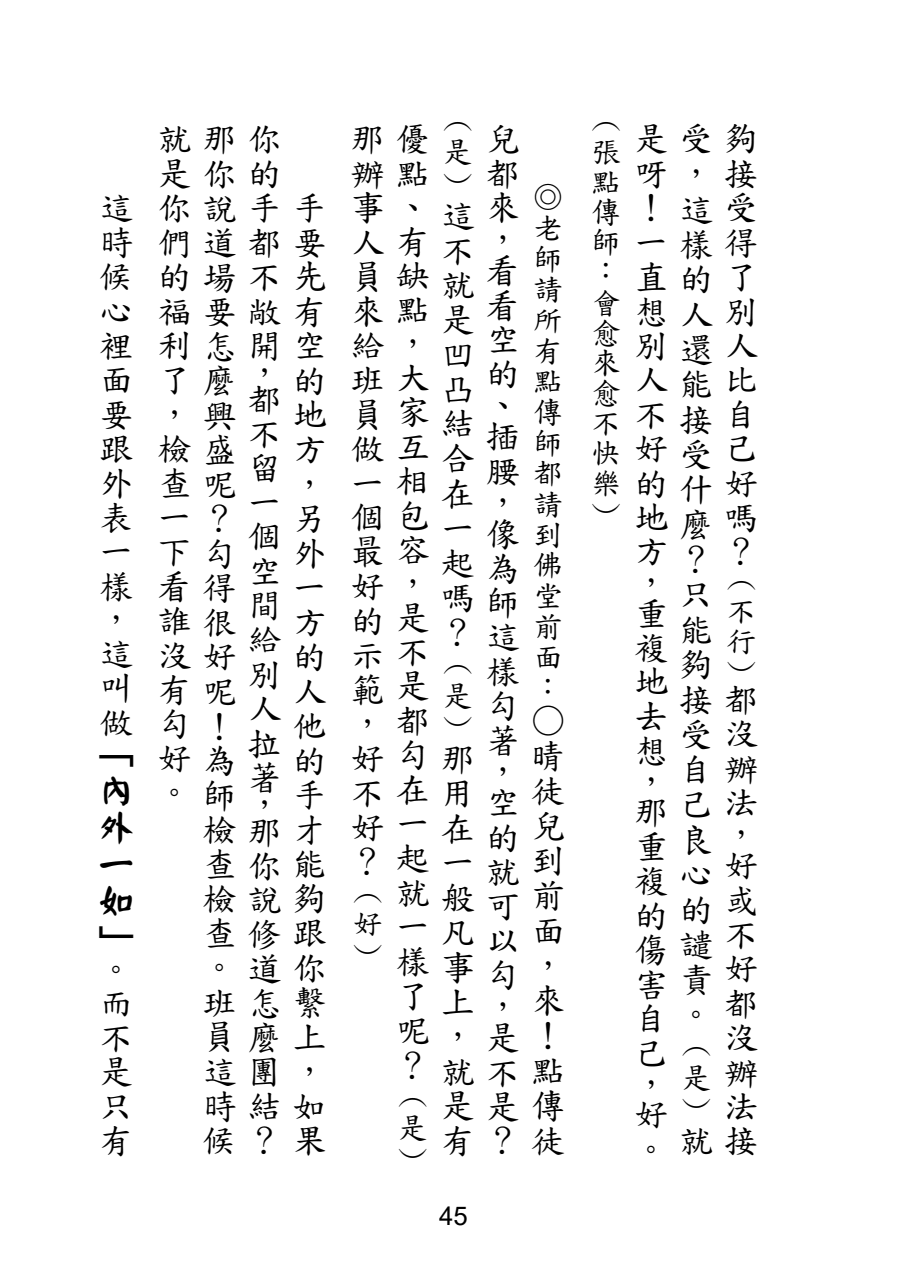 夠接受得了別人比自己好嗎？（不行）都沒辦法，好或不好都沒辦法接
受，這樣的人還能接受什麼？只能夠接受自己良心的譴責。（是）就
是呀！一直想別人不好的地方，重複地去想，那重複的傷害自己，好。
（張點傳師：會愈來愈不快樂）
◎老師請所有點傳師都請到佛堂前面：◯晴徒兒到前面，來！點傳徒
兒都來，看看空的、插腰，像為師這樣勾著，空的就可以勾，是不是？
（是）這不就是凹凸結合在一起嗎？（是）那用在一般凡事上，就是有
優點、有缺點，大家互相包容，是不是都勾在一起就一樣了呢？（是）
那辦事人員來給班員做一個最好的示範，好不好？（好）
手要先有空的地方，另外一方的人他的手才能夠跟你繫上，如果
你的手都不敞開，都不留一個空間給別人拉著，那你說修道怎麼團結？
那你說道場要怎麼興盛呢？勾得很好呢！為師檢查檢查。班員這時候
就是你們的福利了，檢查一下看誰沒有勾好。
這時候心裡面要跟外表一樣，這叫做「內外一如」。而不是只有
45